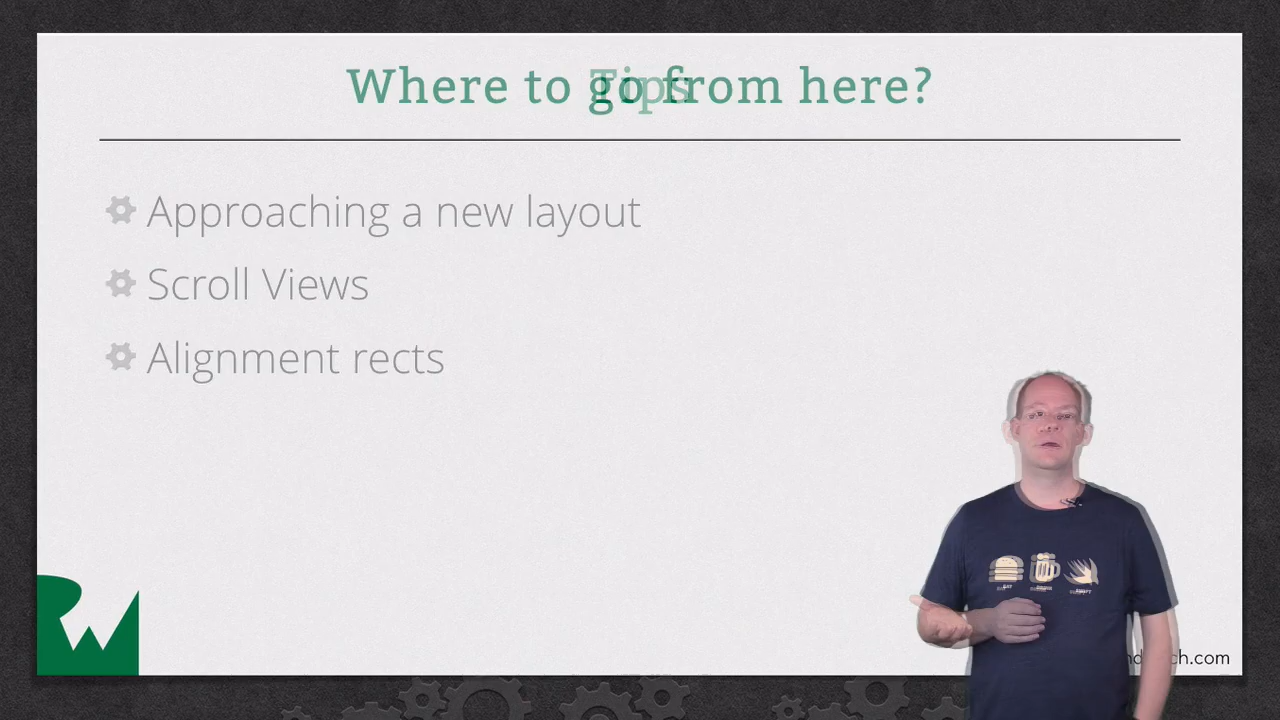 Where to go from here?
Tips
Approaching a new layout
Scroll Views
Alignment rects